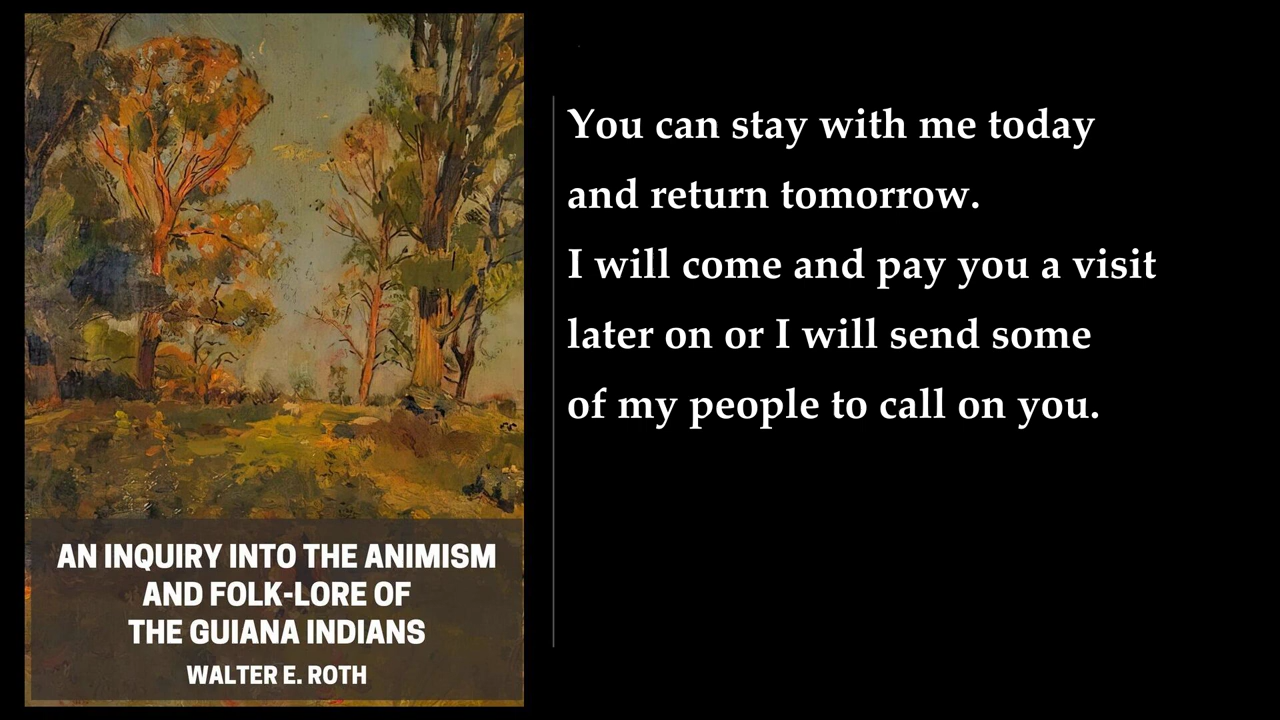 You can stay with me today
and return tomorrow.
I will come and pay you a visit
later on or I will send some
of my people to call on you.
AN INQUIRY INTO THE ANIMISM
AND FOLK-LORE OF
THE GUIANA INDIANS
WALTER E. ROTH